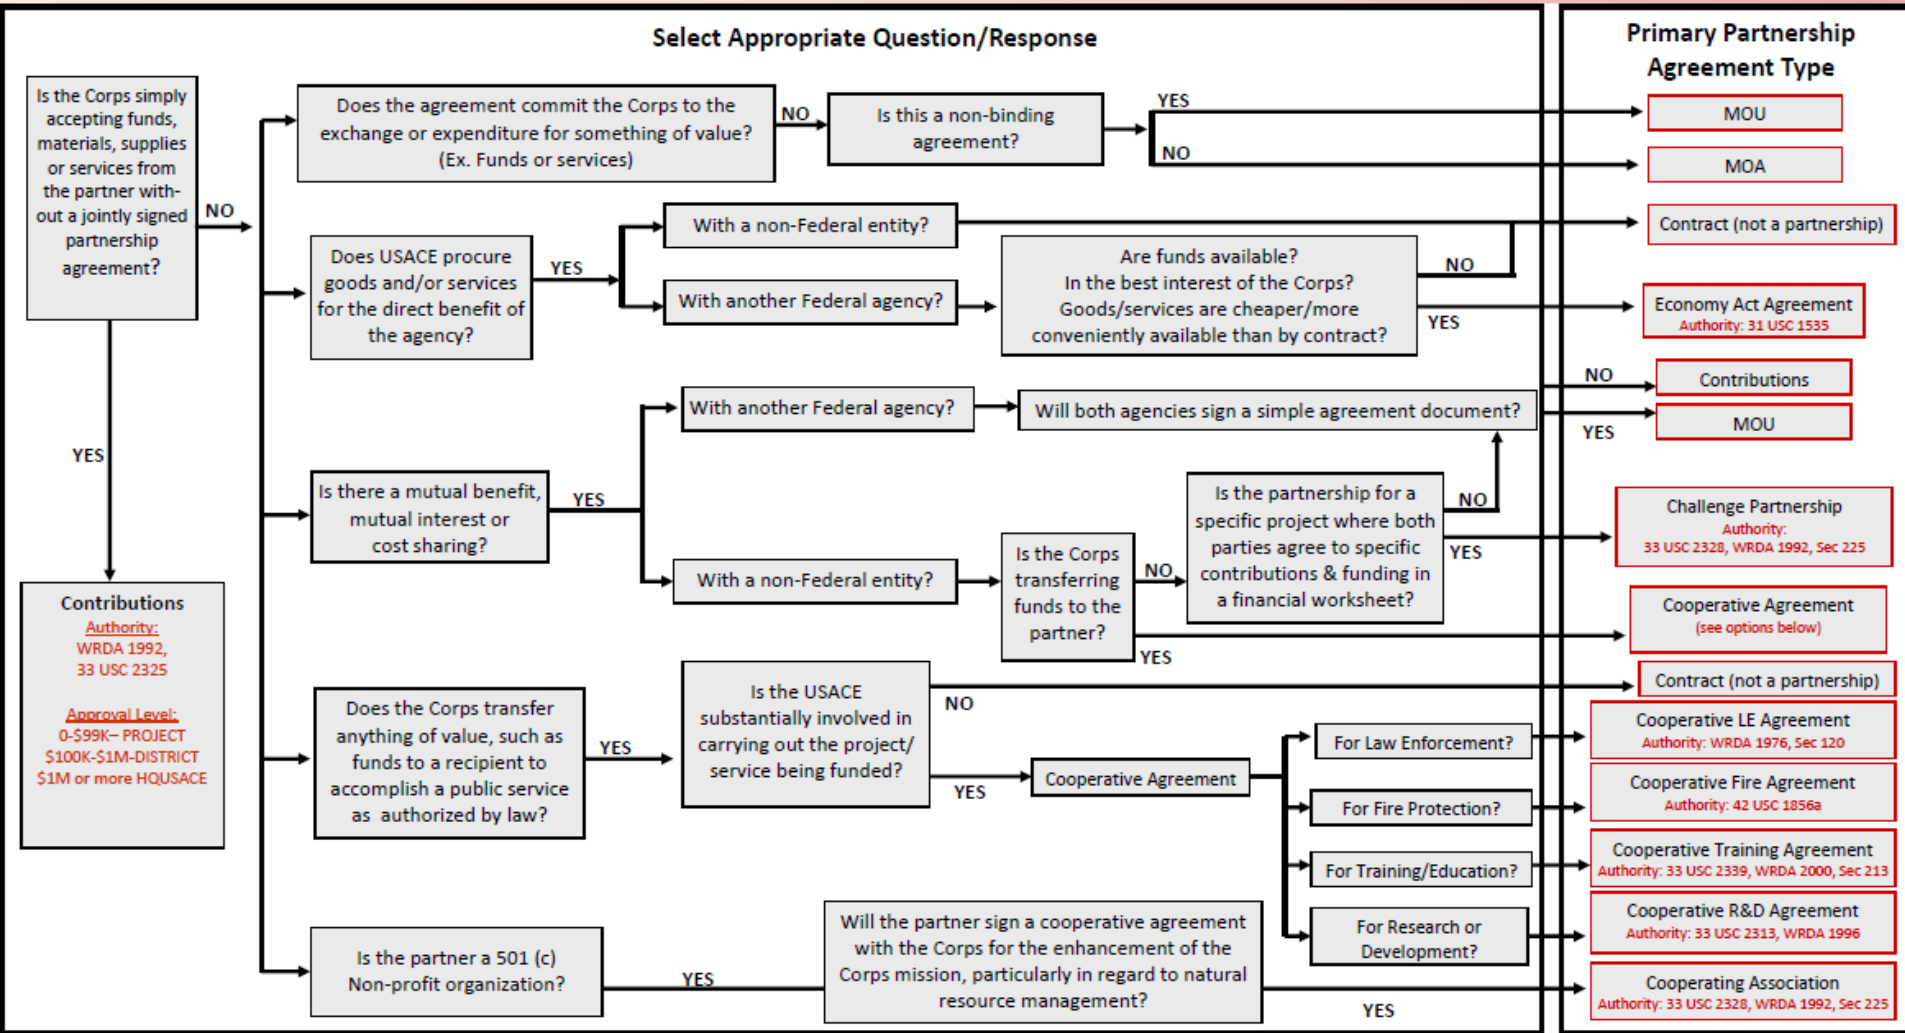 Select Appropriate Question/Response
Primary Partnership
Agreement Type
Is the Corps simply
accepting funds,
materials, supplies
or services from
the partner with-
out a jointly signed
partnership
agreement?
NO
YES
Contributions
Authority:
WRDA 1992,
33 USC 2325
Approval Level:
0-$99K– PROJECT
$100K-$1M-DISTRICT
$1M or more HQUSACE
Does the agreement commit the Corps to the
exchange or expenditure for something of value?
(Ex. Funds or services)
NO
Is this a non-binding
agreement?
YES
MOU
NO
MOA
Does USACE procure
goods and/or services
for the direct benefit of
the agency?
YES
With a non-Federal entity?
Contract (not a partnership)
With another Federal agency?
Are funds available?
In the best interest of the Corps?
Goods/services are cheaper/more
conveniently available than by contract?
NO
YES
Economy Act Agreement
Authority: 31 USC 1535
Is there a mutual benefit,
mutual interest or
cost sharing?
YES
With another Federal agency?
Will both agencies sign a simple agreement document?
NO
Contributions
YES
MOU
With a non-Federal entity?
Is the Corps
transferring
funds to the
partner?
NO
Is the partnership for a
specific project where both
parties agree to specific
contributions & funding in
a financial worksheet?
NO
YES
Challenge Partnership
Authority:
33 USC 2328, WRDA 1992, Sec 225
YES
Cooperative Agreement
(see options below)
Does the Corps transfer
anything of value, such as
funds to a recipient to
accomplish a public service
as authorized by law?
YES
Is the USACE
substantially involved in
carrying out the project/
service being funded?
NO
Contract (not a partnership)
YES
Cooperative Agreement
For Law Enforcement?
Cooperative LE Agreement
Authority: WRDA 1976, Sec 120
For Fire Protection?
Cooperative Fire Agreement
Authority: 42 USC 1856a
For Training/Education?
Cooperative Training Agreement
Authority: 33 USC 2339, WRDA 2000, Sec 213
For Research or
Development?
Cooperative R&D Agreement
Authority: 33 USC 2313, WRDA 1996
Is the partner a 501 (c)
Non-profit organization?
YES
Will the partner sign a cooperative agreement
with the Corps for the enhancement of the
Corps mission, particularly in regard to natural
resource management?
YES
Cooperating Association
Authority: 33 USC 2328, WRDA 1992, Sec 225